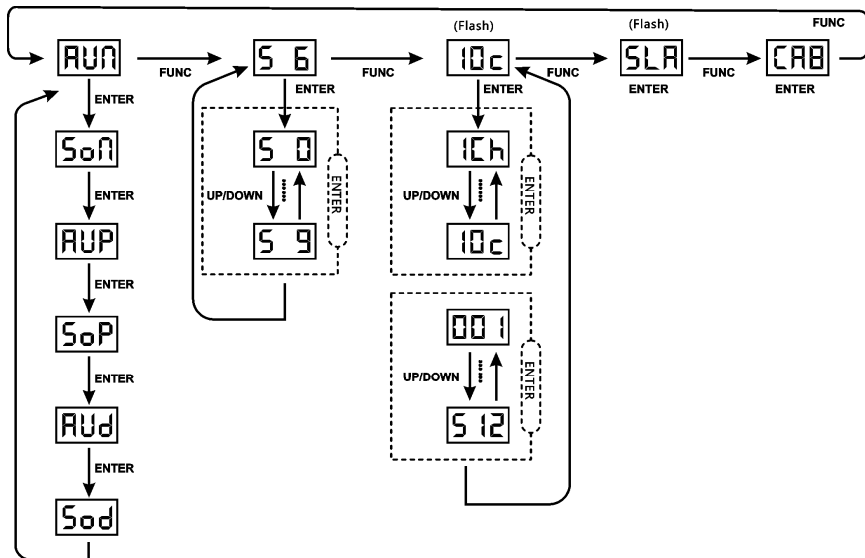 FUNC
(Flash)
(Flash)
AUN
FUNC
S 6
FUNC
10c
FUNC
SLA
FUNC
CAB
ENTER
ENTER
ENTER
ENTER
ENTER
SoN
S 0
1Ch
ENTER
UP/DOWN
ENTER
UP/DOWN
ENTER
AUP
S 9
10c
ENTER
SoP
001
ENTER
UP/DOWN
ENTER
AUd
512
ENTER
Sod